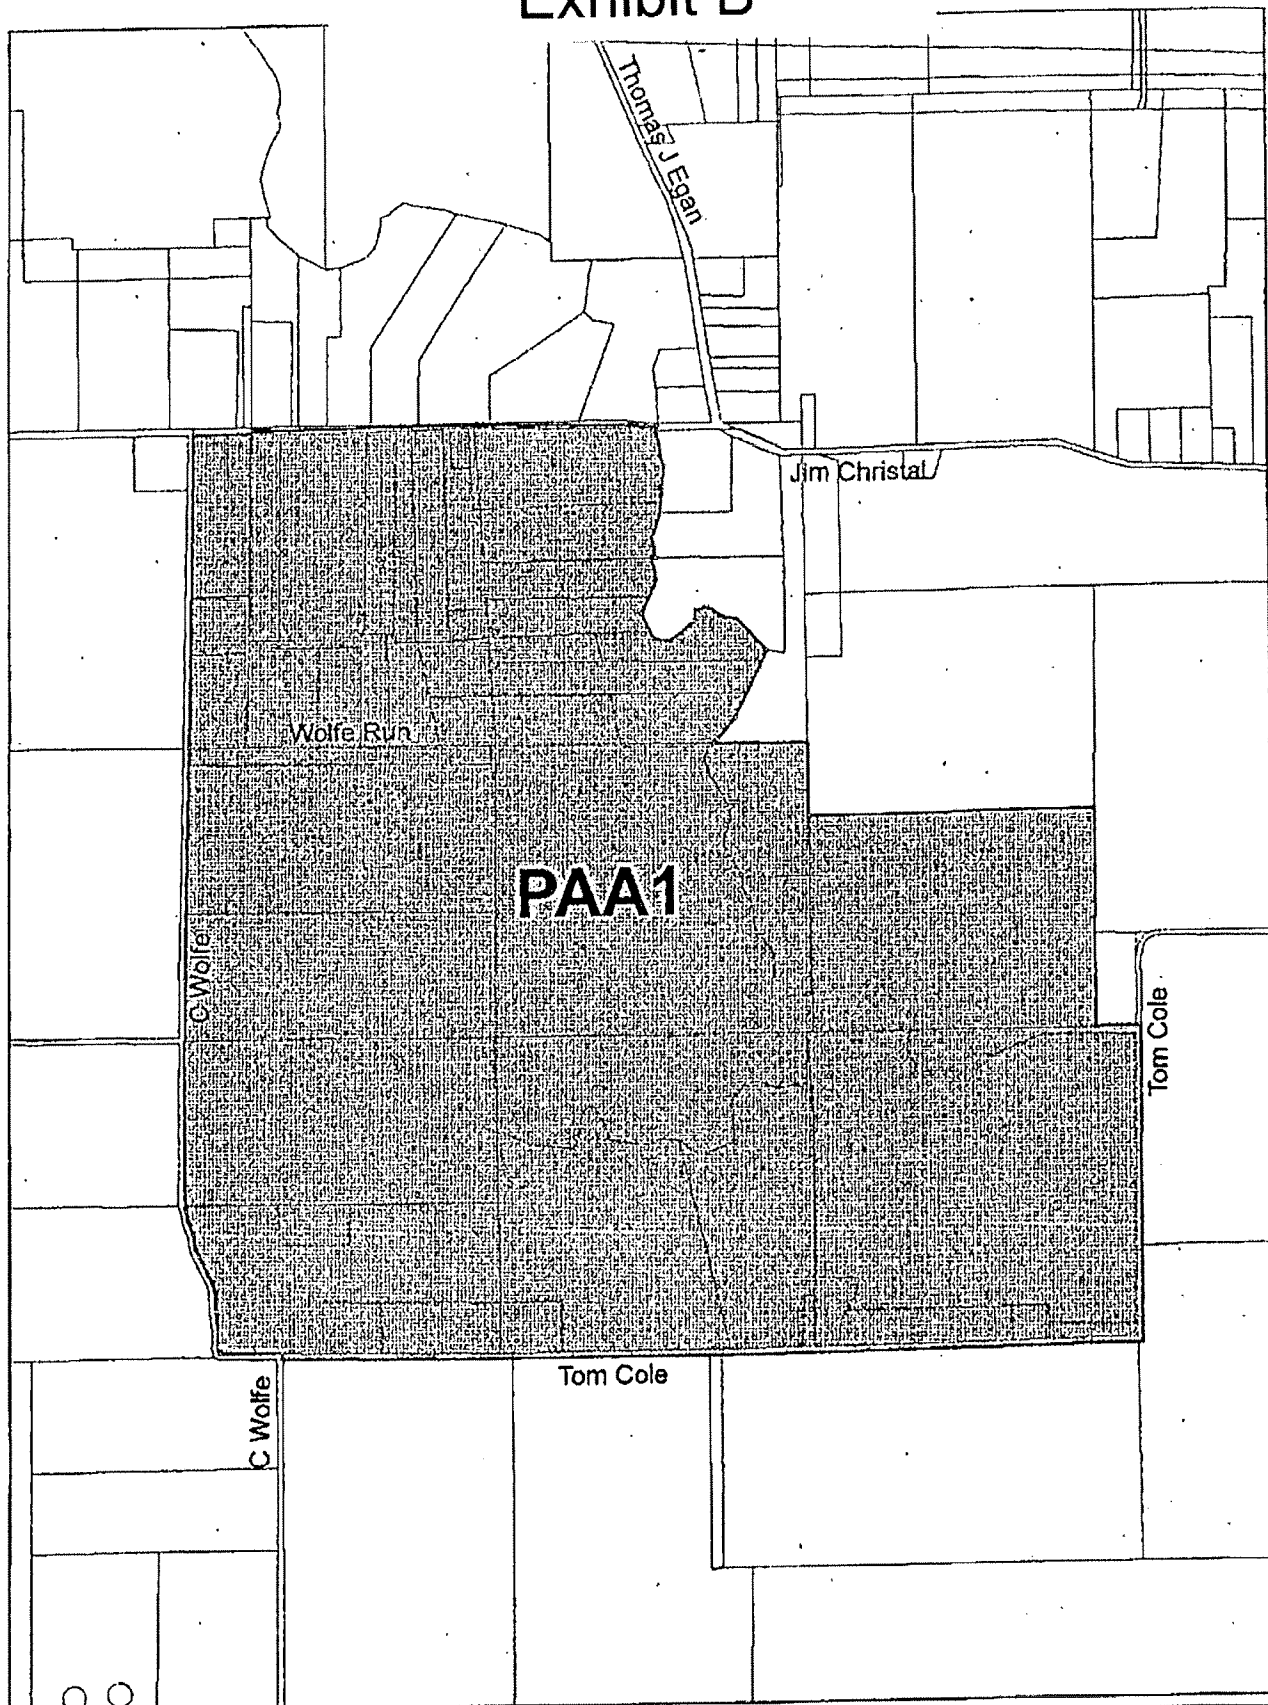 Exhibit B
Thomas J Egan
Jim Christal
Wolfe Run
PAA1
C Wolfe
Tom Cole
Tom Cole
C Wolfe